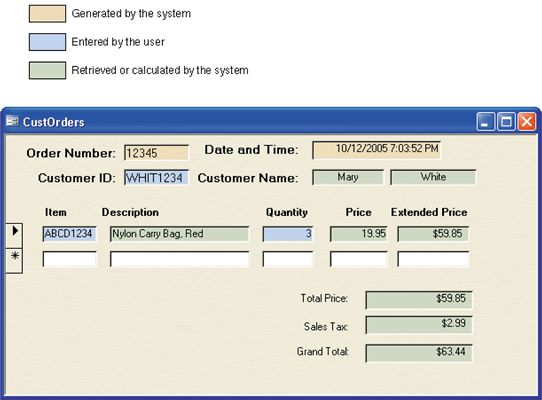 Generated by the system
Entered by the user
Retrieved or calculated by the system
CustOrders
Order Number: 12345 Date and Time: 10/12/2005 7:03:52 PM
Customer ID: WHIT1234 Customer Name: Mary White
Item Description Quantity Price Extended Price
ABCD1234 Nylon Carry Bag, Red 3 19.95 $59.85
Total Price: $59.85
Sales Tax: $2.99
Grand Total: $63.44